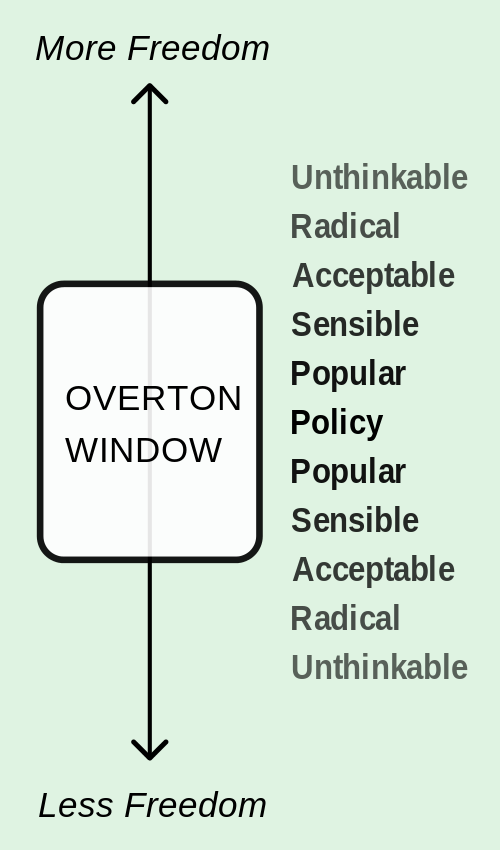 More Freedom
Unthinkable
Radical
Acceptable
Sensible
Popular
Policy
Popular
Sensible
Acceptable
Radical
Unthinkable
OVERTON
WINDOW
Less Freedom